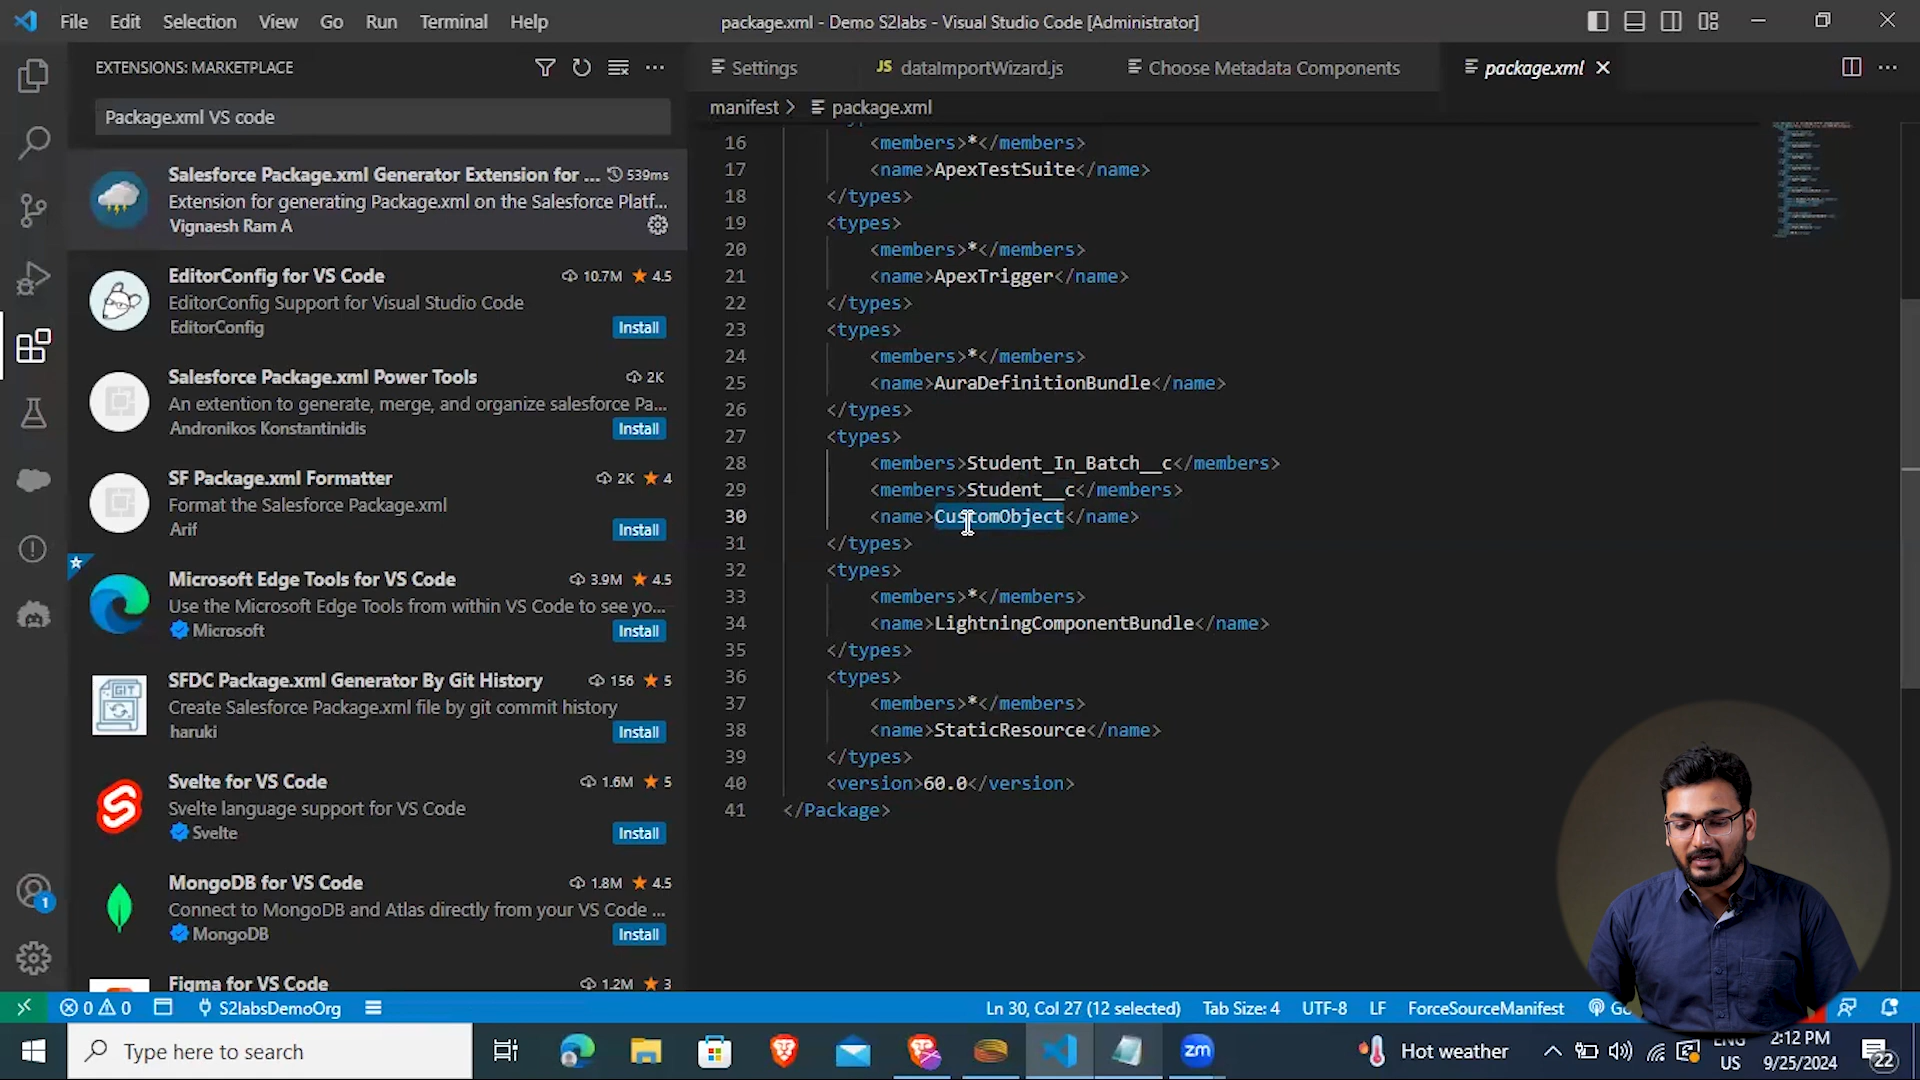 File Edit Selection View Go Run Terminal Help
package.xml - Demo S2labs - Visual Studio Code [Administrator]
EXTENSIONS: MARKETPLACE
Package.xml VS code
Salesforce Package.xml Generator Extension for ... 539ms
Extension for generating Package.xml on the Salesforce Platf...
Vignaesh Ram A
EditorConfig for VS Code 10.7M 4.5
EditorConfig Support for Visual Studio Code
EditorConfig Install
Salesforce Package.xml Power Tools 2K
An extention to generate, merge, and organize salesforce Pa...
Andronikos Konstantinidis Install
SF Package.xml Formatter 2K 4
Format the Salesforce Package.xml
Arif Install
Microsoft Edge Tools for VS Code 3.9M 4.5
Use the Microsoft Edge Tools from within VS Code to see yo...
Microsoft Install
SFDC Package.xml Generator By Git History 156 5
Create Salesforce Package.xml file by git commit history
haruki Install
Svelte for VS Code 1.6M 5
Svelte language support for VS Code
Svelte Install
MongoDB for VS Code 1.8M 4.5
Connect to MongoDB and Atlas directly from your VS Code ...
MongoDB Install
Figma for VS Code 1.2M 3
Settings JS dataImportWizard.js Choose Metadata Components package.xml
manifest > package.xml
16 <members>*</members>
17 <name>ApexTestSuite</name>
18 </types>
19 <types>
20 <members>*</members>
21 <name>ApexTrigger</name>
22 </types>
23 <types>
24 <members>*</members>
25 <name>AuraDefinitionBundle</name>
26 </types>
27 <types>
28 <members>Student_In_Batch__c</members>
29 <members>Student__c</members>
30 <name>CustomObject</name>
31 </types>
32 <types>
33 <members>*</members>
34 <name>LightningComponentBundle</name>
35 </types>
36 <types>
37 <members>*</members>
38 <name>StaticResource</name>
39 </types>
40 <version>60.0</version>
41 </Package>
1
GIT
0 0 S2labsDemoOrg Ln 30, Col 27 (12 selected) Tab Size: 4 UTF-8 LF ForceSourceManifest
Type here to search
zm
Hot weather
ENG
US
2:12 PM
9/25/2024
22